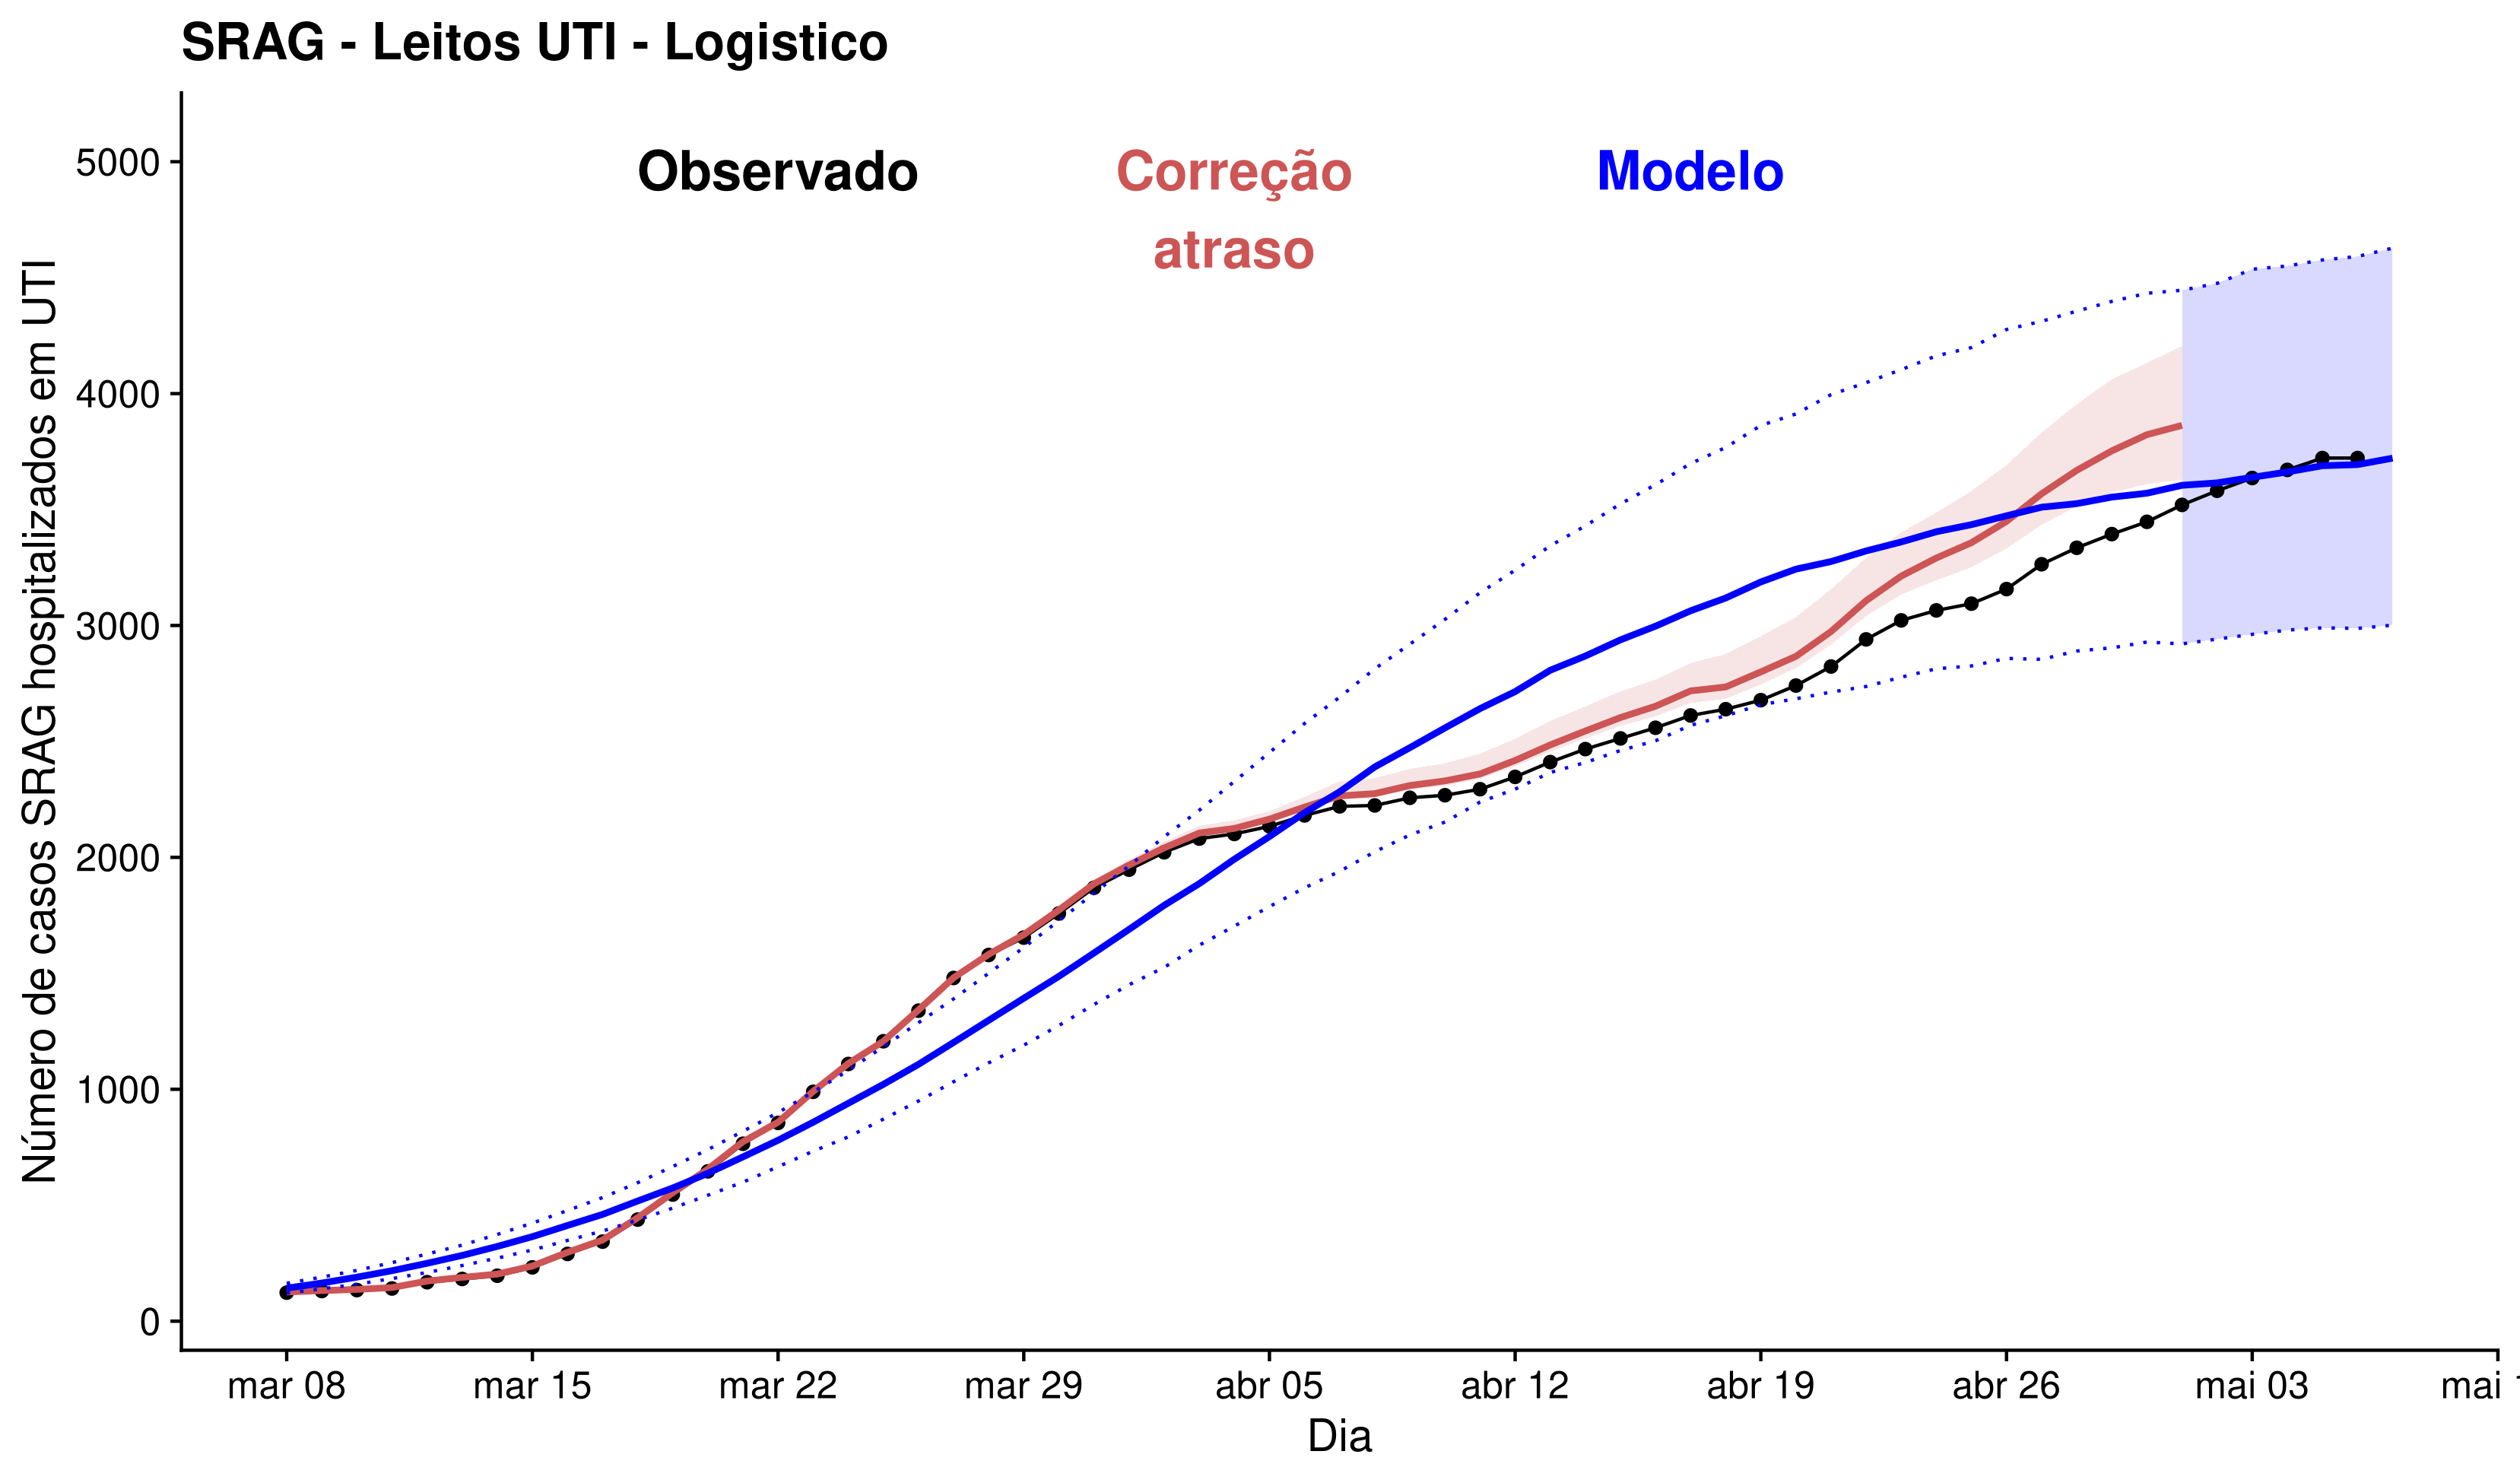 SRAG - Leitos UTI - Logistico
Observado
Correção
atraso
Modelo
Número de casos SRAG hospitalizados em UTI
5000
4000
3000
2000
1000
0
mar 08 mar 15 mar 22 mar 29 abr 05 abr 12 abr 19 abr 26 mai 03 mai
Dia